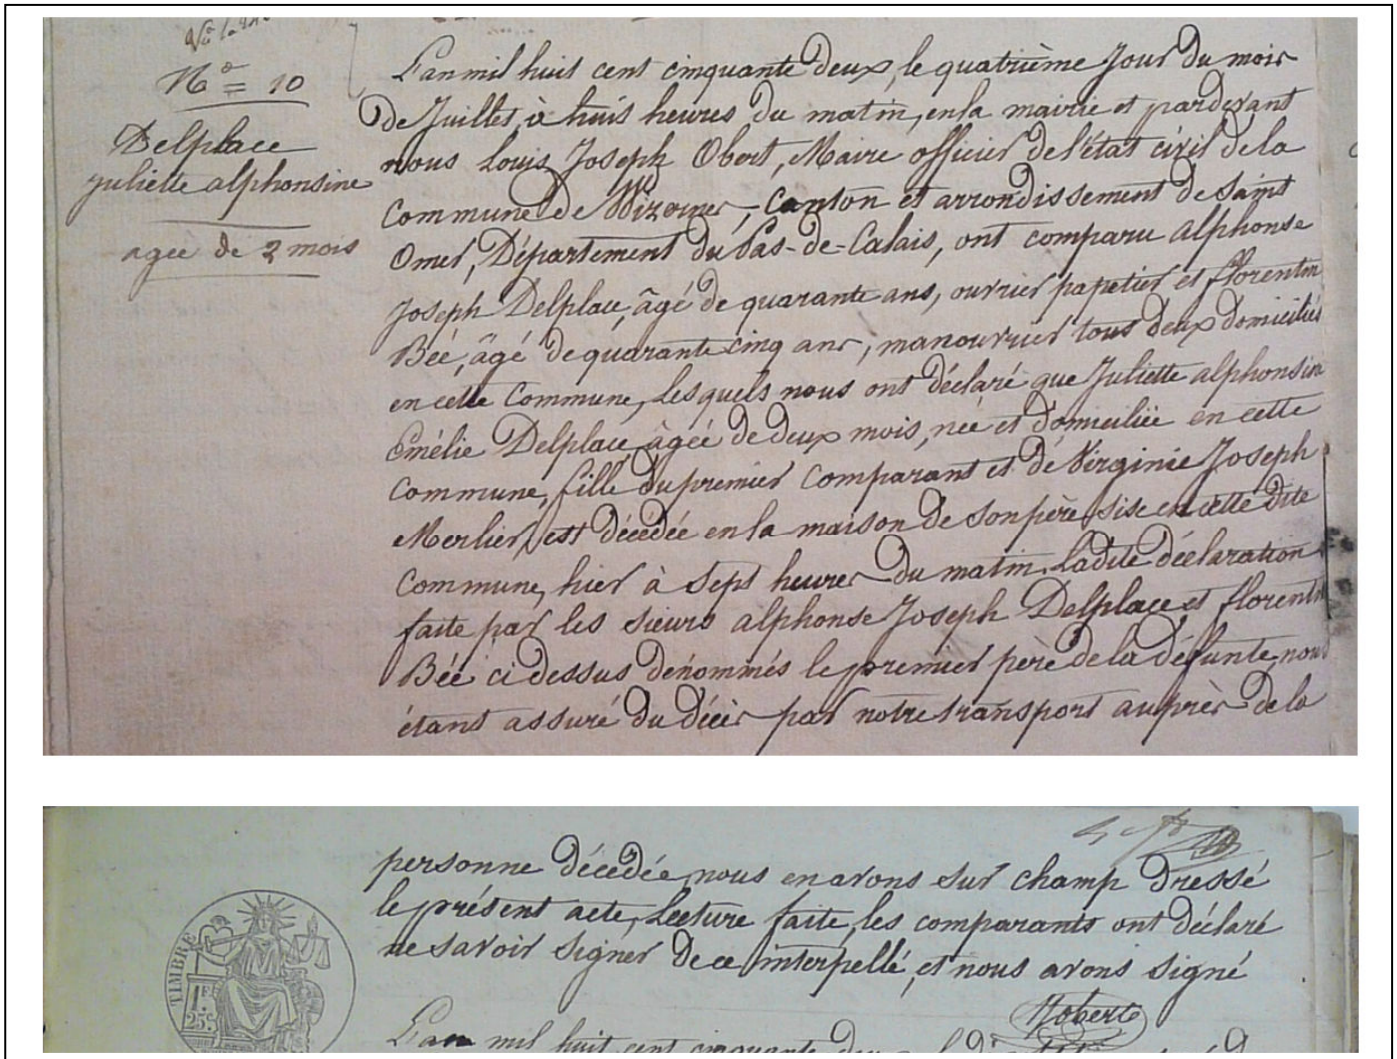 N° = 10
Delplace
juliette alphonsine
agée de 2 mois
L'an mil huit cent cinquante deux, le quatrième Jour du mois
de Juillet, à huit heures du matin, en la mairie et pardevant
nous Louis Joseph Obert, Maire officier de l'état civil de la
Commune de Wizernes, Canton et arrondissement de Saint
Omer, Département du Pas-de-Calais, ont comparu Alphonse
Joseph Delplace, âgé de quarante ans, ouvrier papetier et florentin
Bée, âgé de quarante cinq ans, manouvrier tous deux domiciliés
en cette Commune, Lesquels nous ont déclaré que Juliette alphonsine
Emélie Delplace, âgée de deux mois, née et domiciliée en cette
Commune, fille du premier Comparant et de Virginie Joseph
Merlier, est décédée en la maison de son père, sise en cette dite
Commune, hier à Sept heures du matin. Ladite déclaration
faite par les sieurs alphonse Joseph Delplace et florentin
Bée ci dessus dénommés le premier père de la défunte, nous
étant assuré du décès par notre transport auprès de la
personne décédée, nous en avons sur champ dressé
le présent acte, Lecture faite, les comparants ont déclaré
ne savoir signer de ce interpellé, et nous avons signé
Hobert
TIMBRE
1F
25c
L'an mil huit cent cinquante deux